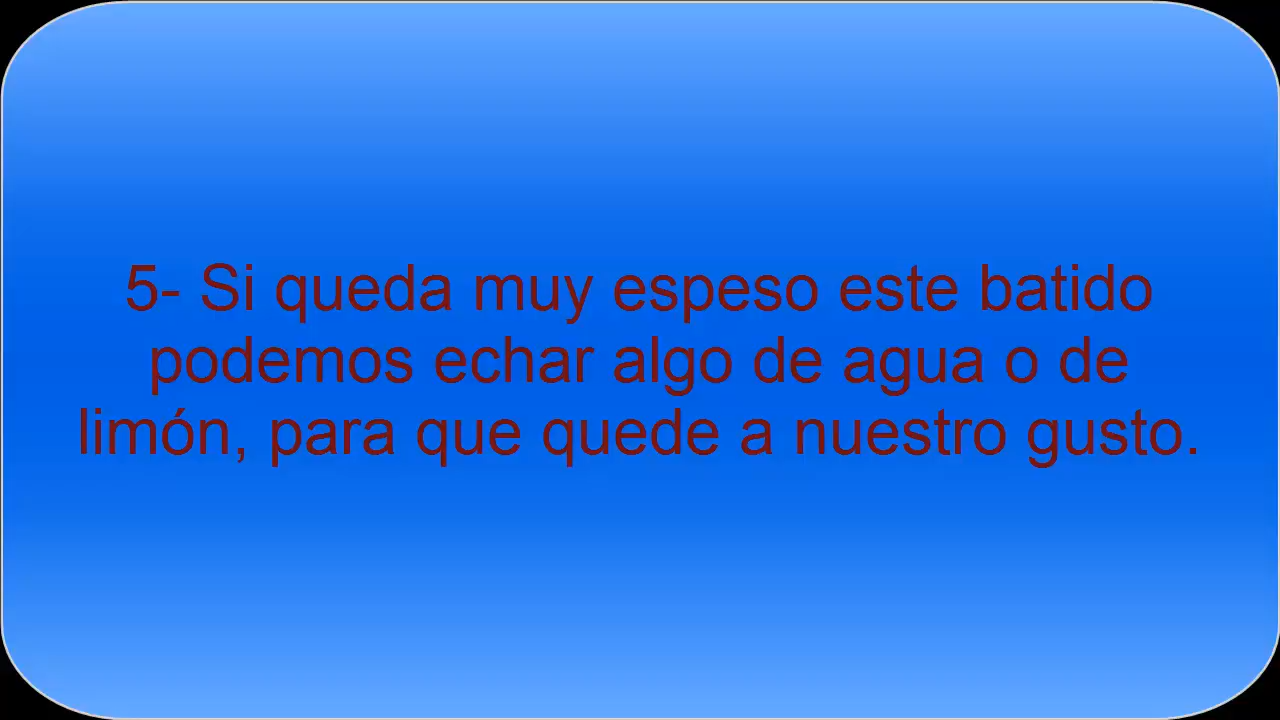 5- Si queda muy espeso este batido
podemos echar algo de agua o de
limón, para que quede a nuestro gusto.